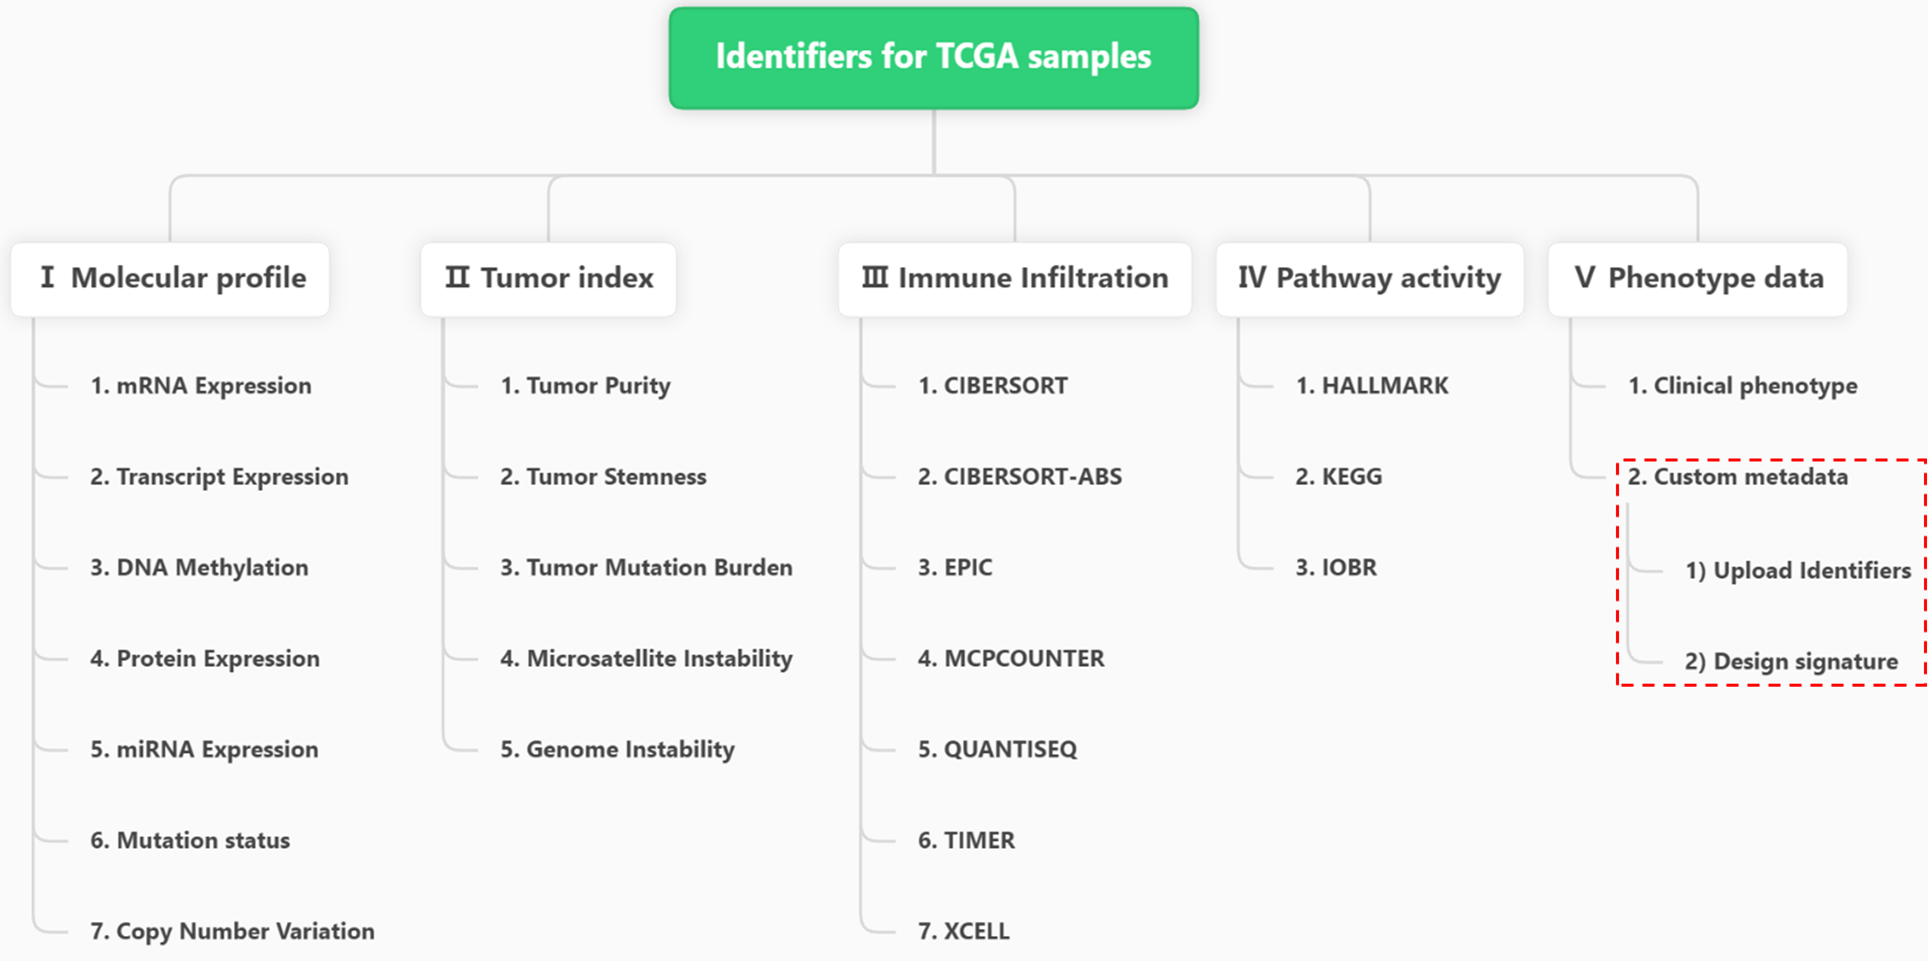 Identifiers for TCGA samples
Ⅰ Molecular profile
1. mRNA Expression
2. Transcript Expression
3. DNA Methylation
4. Protein Expression
5. miRNA Expression
6. Mutation status
7. Copy Number Variation
Ⅱ Tumor index
1. Tumor Purity
2. Tumor Stemness
3. Tumor Mutation Burden
4. Microsatellite Instability
5. Genome Instability
Ⅲ Immune Infiltration
1. CIBERSORT
2. CIBERSORT-ABS
3. EPIC
4. MCPCOUNTER
5. QUANTISEQ
6. TIMER
7. XCELL
Ⅳ Pathway activity
1. HALLMARK
2. KEGG
3. IOBR
Ⅴ Phenotype data
1. Clinical phenotype
2. Custom metadata
1) Upload Identifiers
2) Design signature